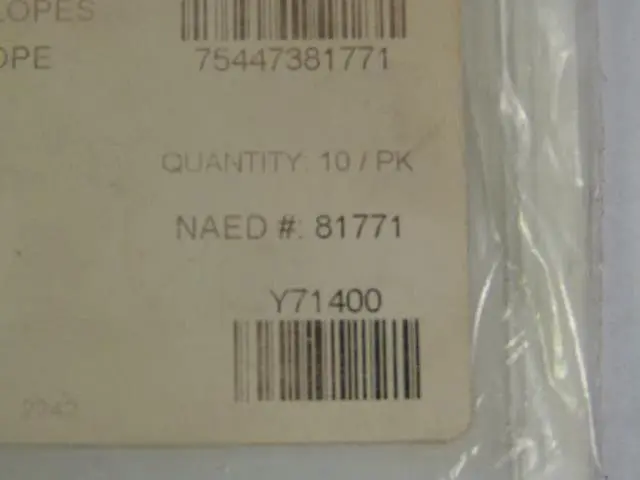 LOPES
OPE
75447381771
QUANTITY: 10 / PK
NAED #: 81771
Y71400